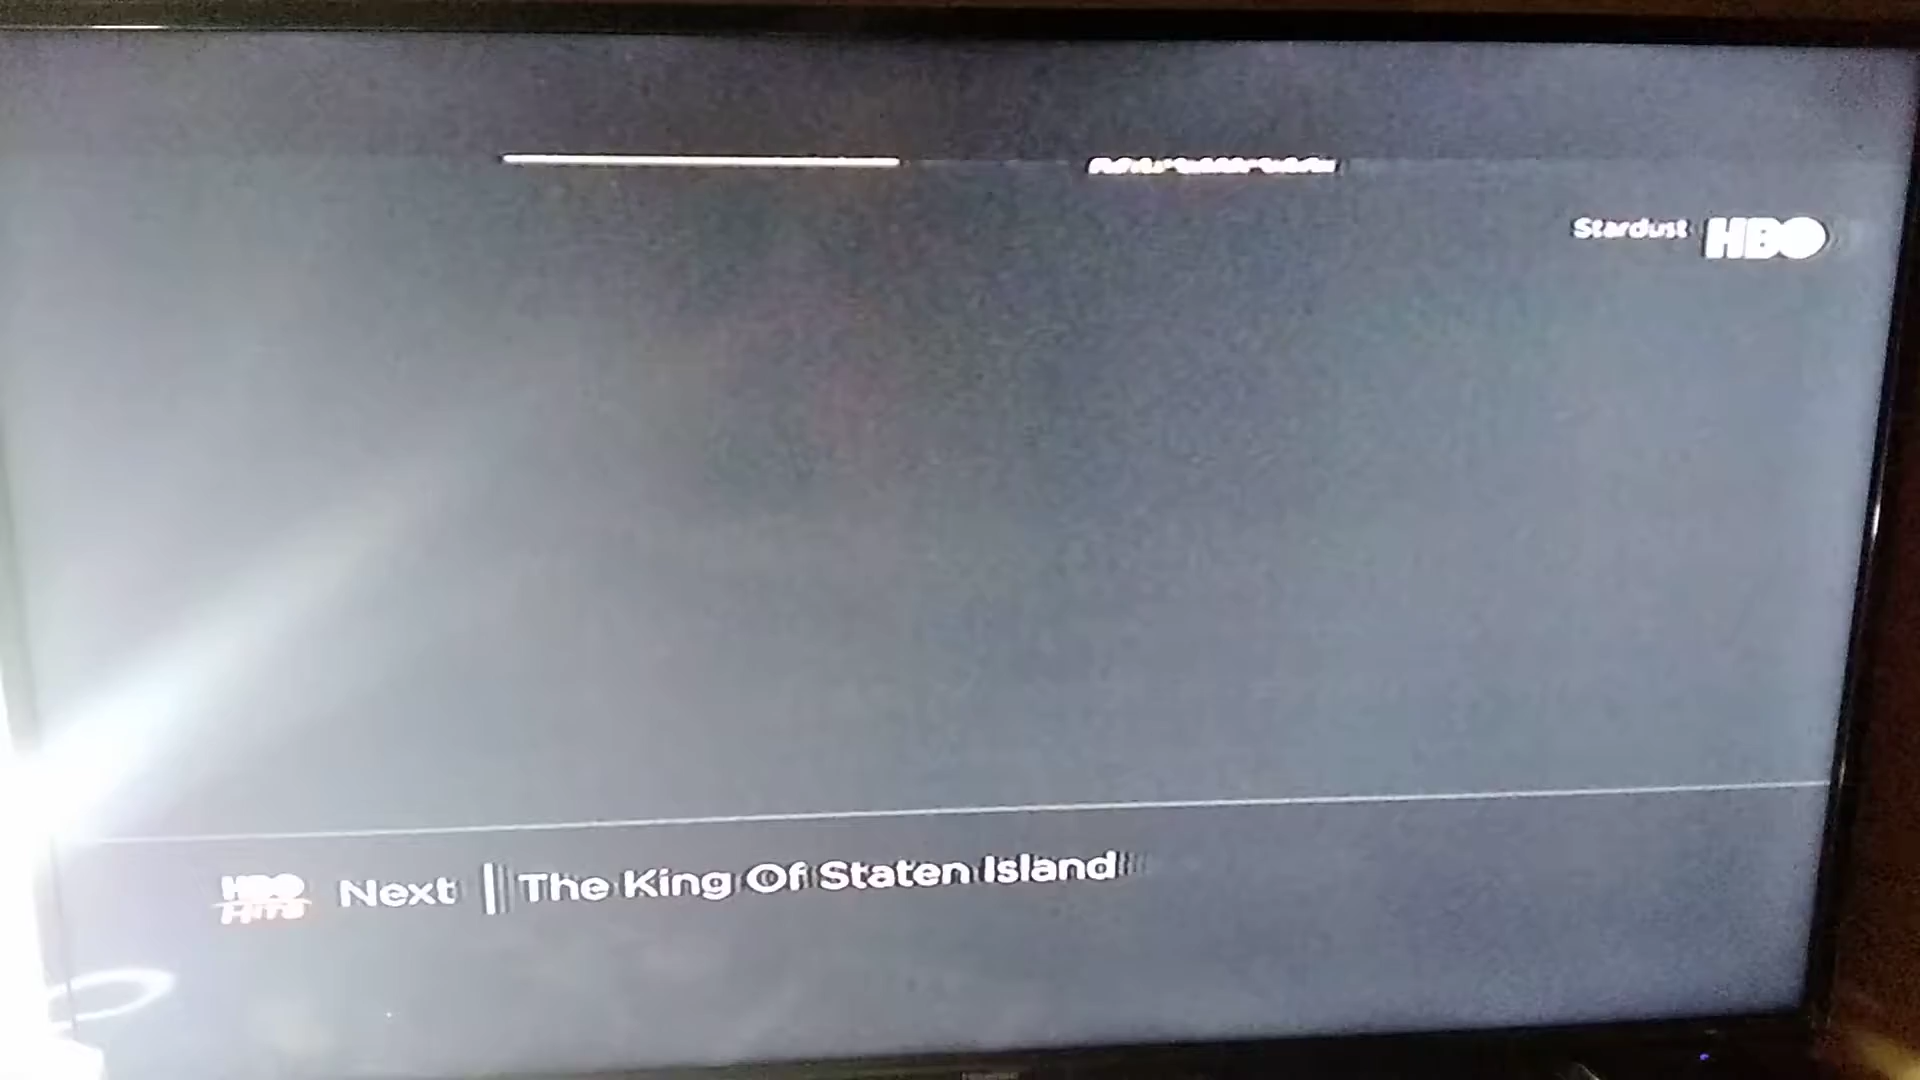 Stardust HBO
HBO Hits Next | The King Of Staten Island